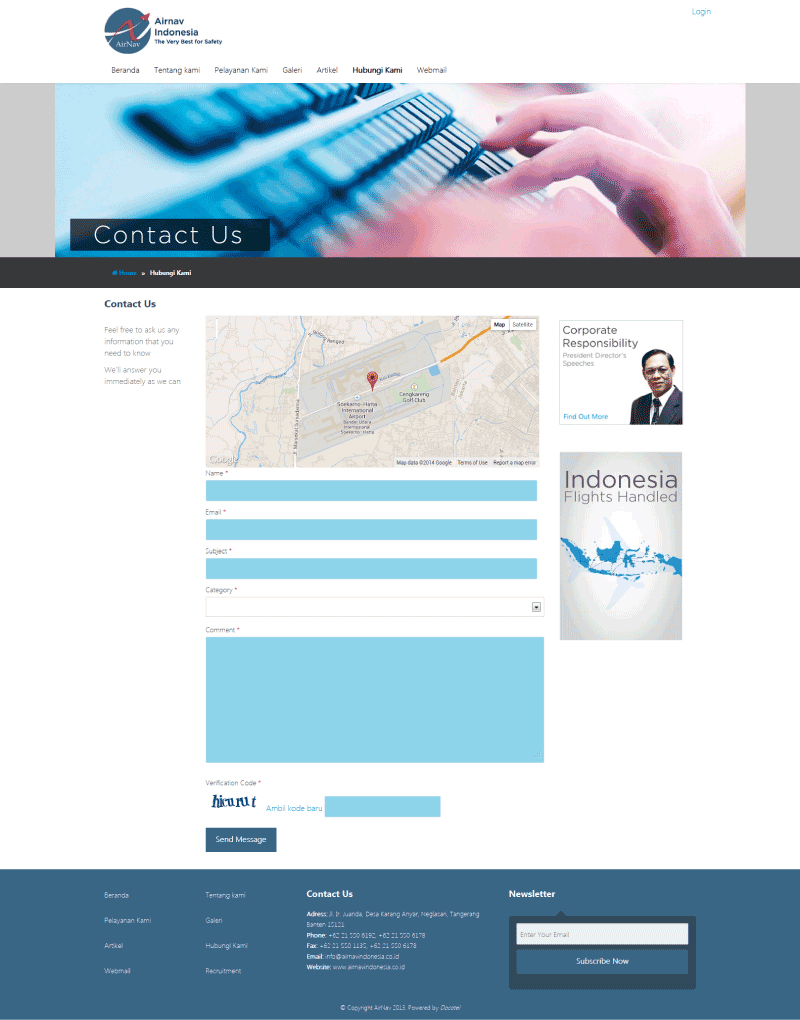 Airnav
Indonesia
The Very Best for Safety
AirNav
Login
Beranda Tentang kami Pelayanan Kami Galeri Artikel Hubungi Kami Webmail
Contact Us
Home » Hubungi Kami
Contact Us
Feel free to ask us any
information that you
need to know
We'll answer you
immediately as we can
Map Satellite
Cengkareng
Golf Club
Soekarno-Hatta
International
Airport
Bandar Udara
Internasional
Soekarno-Hatta
Google
Map data ©2014 Google Terms of Use Report a map error
Name *
Email *
Subject *
Category *
Comment *
Verification Code *
Ambil kode baru
Send Message
Corporate
Responsibility
President Director's
Speeches
Find Out More
Indonesia
Flights Handled
Beranda
Tentang kami
Pelayanan Kami
Galeri
Artikel
Hubungi Kami
Webmail
Recruitment
Contact Us
Adress: Jl. Ir. Juanda, Desa Karang Anyar, Neglasari, Tangerang
Banten 15121
Phone: +62 21 550 6192, +62 21 550 6178
Fax: +62 21 550 1135, +62 21 550 6178
Email: info@airnavindonesia.co.id
Website: www.airnavindonesia.co.id
Newsletter
Enter Your Email
Subscribe Now
© Copyright AirNav 2015. Powered by Docotel